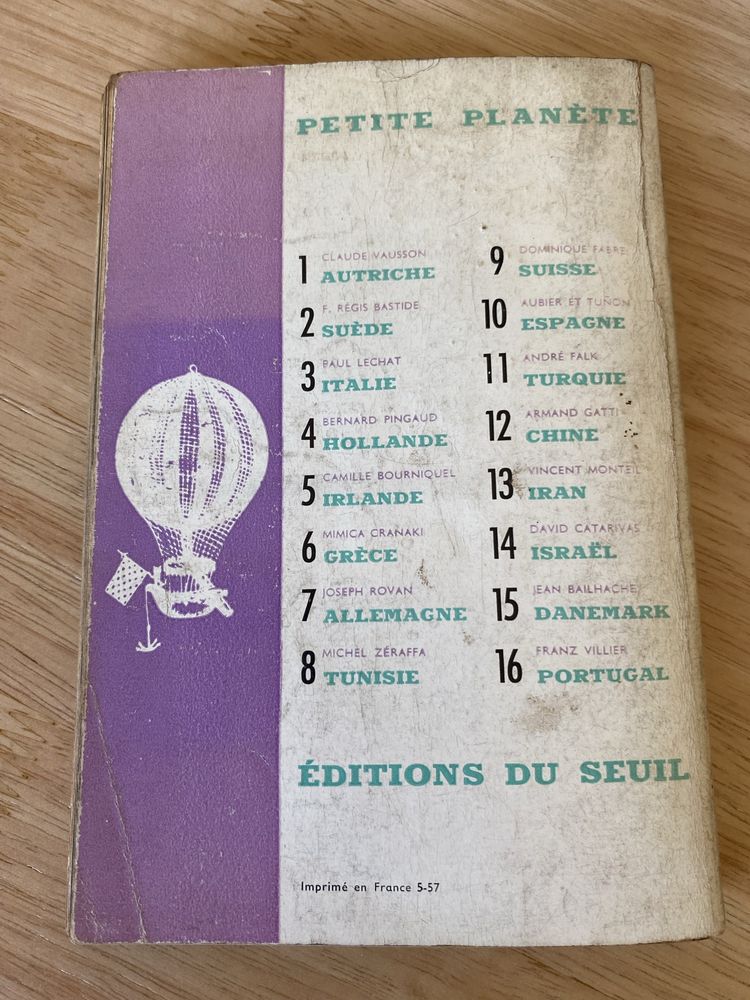 PETITE PLANÈTE
1 CLAUDE VAUSSON
AUTRICHE
2 F. RÉGIS BASTIDE
SUÈDE
3 PAUL LECHAT
ITALIE
4 BERNARD PINGAUD
HOLLANDE
5 CAMILLE BOURNIQUEL
IRLANDE
6 MIMICA CRANAKI
GRÈCE
7 JOSEPH ROVAN
ALLEMAGNE
8 MICHEL ZÉRAFFA
TUNISIE
9 DOMINIQUE FABRE
SUISSE
10 AUBIER ET TUÑON
ESPAGNE
11 ANDRÉ FALK
TURQUIE
12 ARMAND GATTI
CHINE
13 VINCENT MONTEIL
IRAN
14 DAVID CATARIVAS
ISRAËL
15 JEAN BAILHACHE
DANEMARK
16 FRANZ VILLIER
PORTUGAL
ÉDITIONS DU SEUIL
Imprimé en France 5-57